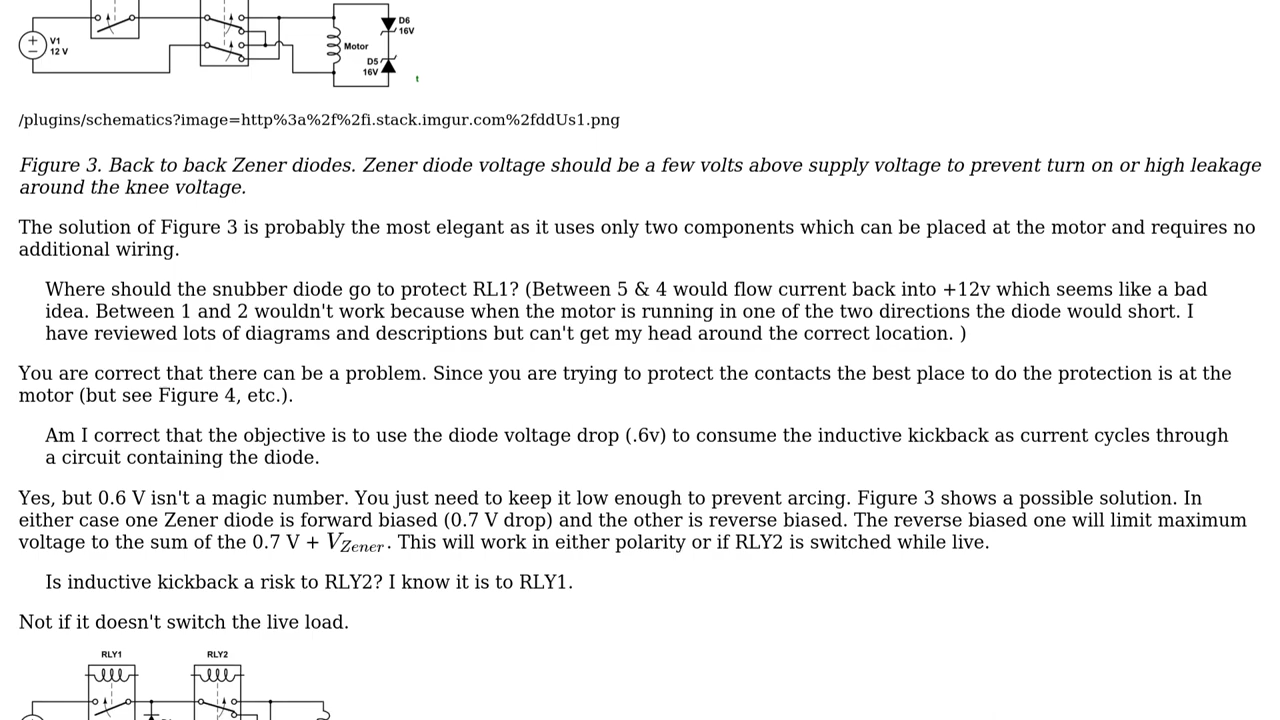 D6
16V
V1
12 V
Motor
D5
16V
t
/plugins/schematics?image=http%3a%2f%2fi.stack.imgur.com%2fddUs1.png
Figure 3. Back to back Zener diodes. Zener diode voltage should be a few volts above supply voltage to prevent turn on or high leakage
around the knee voltage.
The solution of Figure 3 is probably the most elegant as it uses only two components which can be placed at the motor and requires no
additional wiring.
Where should the snubber diode go to protect RL1? (Between 5 & 4 would flow current back into +12v which seems like a bad
idea. Between 1 and 2 wouldn't work because when the motor is running in one of the two directions the diode would short. I
have reviewed lots of diagrams and descriptions but can't get my head around the correct location. )
You are correct that there can be a problem. Since you are trying to protect the contacts the best place to do the protection is at the
motor (but see Figure 4, etc.).
Am I correct that the objective is to use the diode voltage drop (.6v) to consume the inductive kickback as current cycles through
a circuit containing the diode.
Yes, but 0.6 V isn't a magic number. You just need to keep it low enough to prevent arcing. Figure 3 shows a possible solution. In
either case one Zener diode is forward biased (0.7 V drop) and the other is reverse biased. The reverse biased one will limit maximum
voltage to the sum of the 0.7 V + VZener. This will work in either polarity or if RLY2 is switched while live.
Is inductive kickback a risk to RLY2? I know it is to RLY1.
Not if it doesn't switch the live load.
RLY1 RLY2